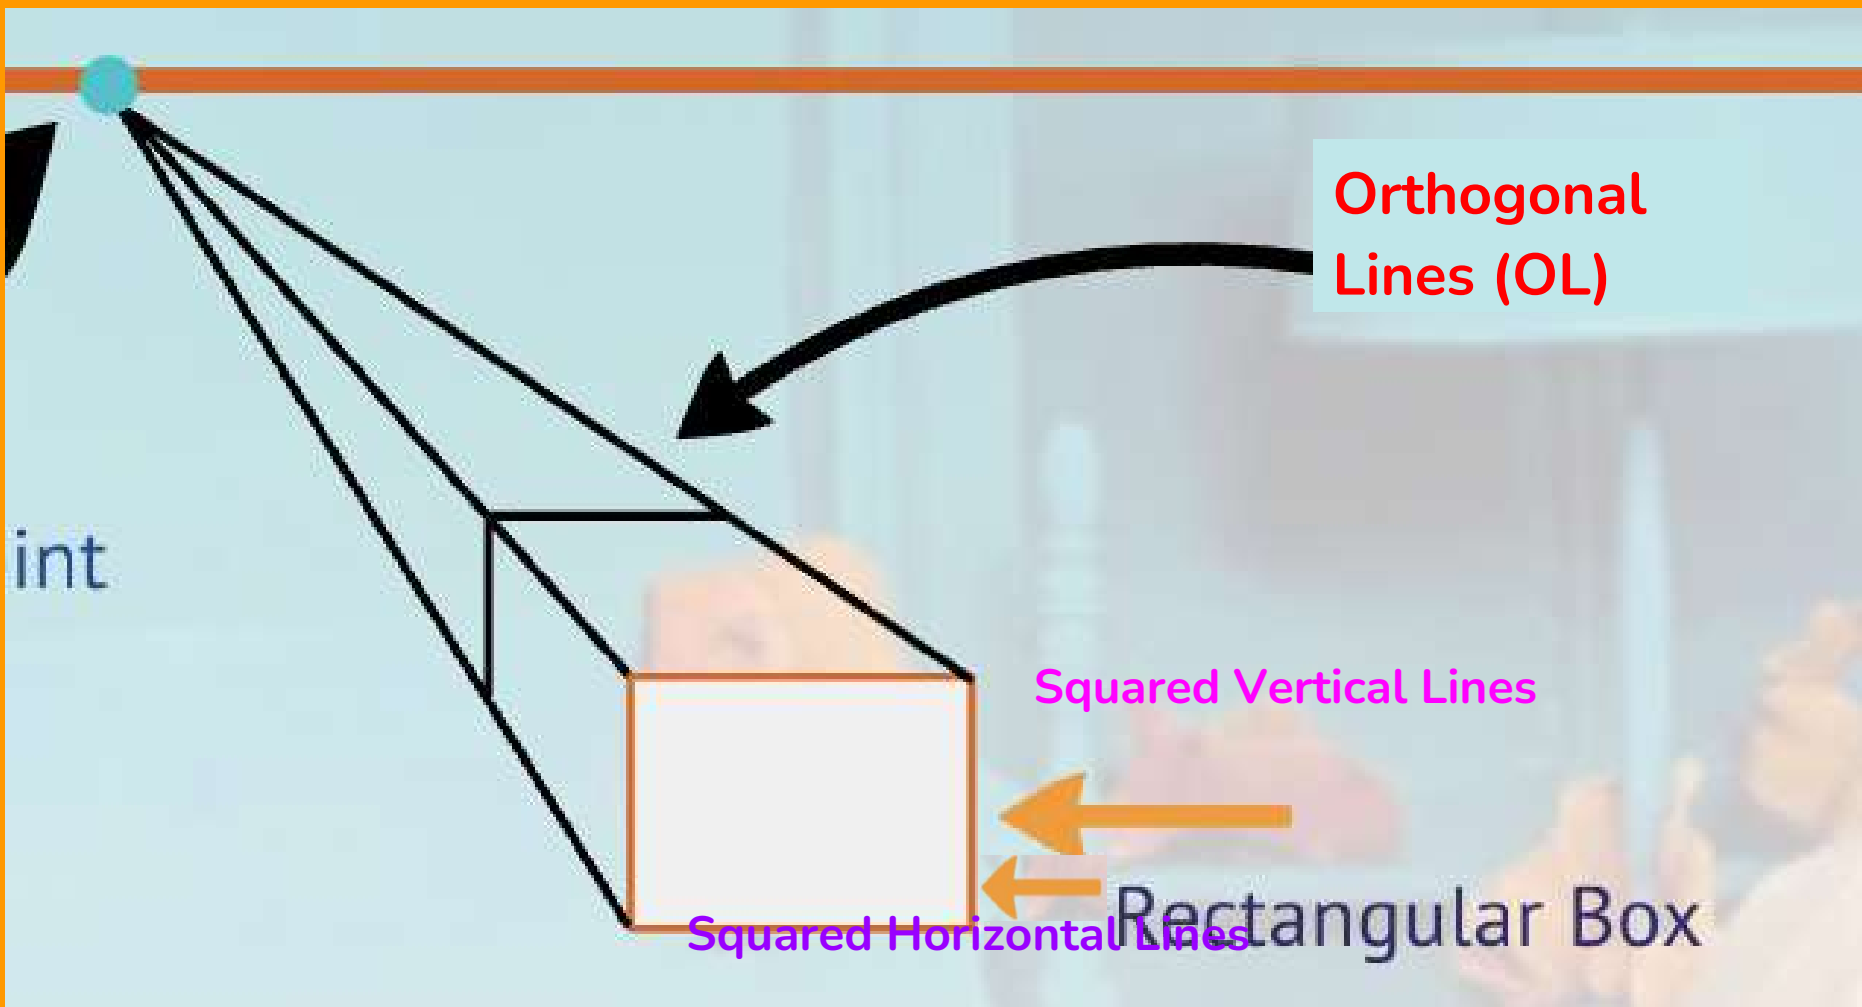 Orthogonal
Lines (OL)
int
Squared Vertical Lines
Rectangular Box
Squared Horizontal Lines